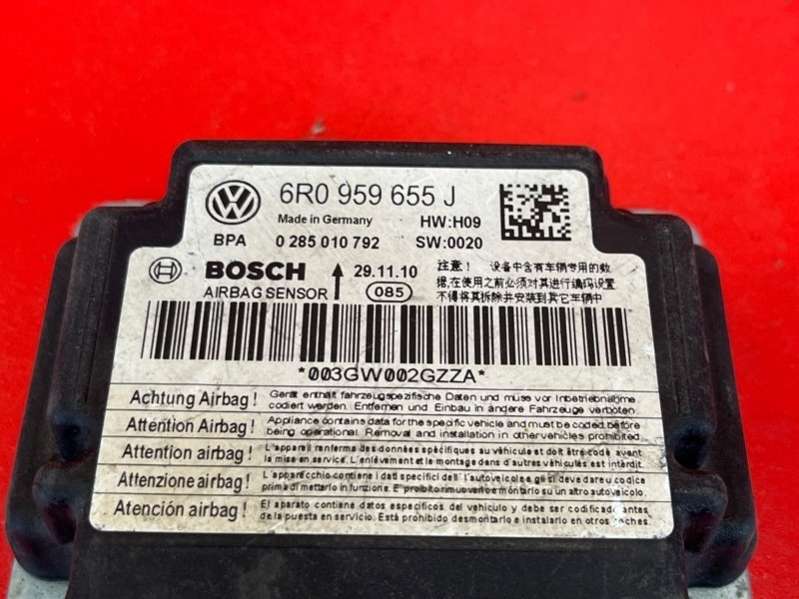 6R0 959 655 J
Made in Germany HW:H09
BPA 0 285 010 792 SW:0020
BOSCH 29.11.10
AIRBAG SENSOR 085
注意! 设备中含有车辆专用的数
据,在使用之前必须对其进行编码设置
不得将其拆除并安装到其它车辆中
*003GW002GZZA*
Achtung Airbag! Gerät enthält fahrzeugspezifische Daten und muss vor Inbetriebnahme
codiert werden. Entfernen und Einbau in andere Fahrzeuge verboten.
Attention Airbag! Appliance contains data for the specific vehicle and must be coded before
being operational. Removal and installation in other vehicles prohibited.
Attention airbag! L'appareil renferme des données spécifiques au véhicule et doit être codé avant
la mise en service. L'enlèvement et le montage dans d'autres véhicules est interdit.
Attenzione airbag! L'apparecchio contiene i dati specifici dell'autoveicolo e gli si deve dare u codice
prima di metterlo in funzione. E proibito rimuoverlo e montarlo su un altro autoveicolo.
Atención airbag! El aparato contiene datos específicos del vehículo y debe ser codificado antes
de la puesta en servicio. Está prohibido desmontarlo e instalarlo en otros coches.